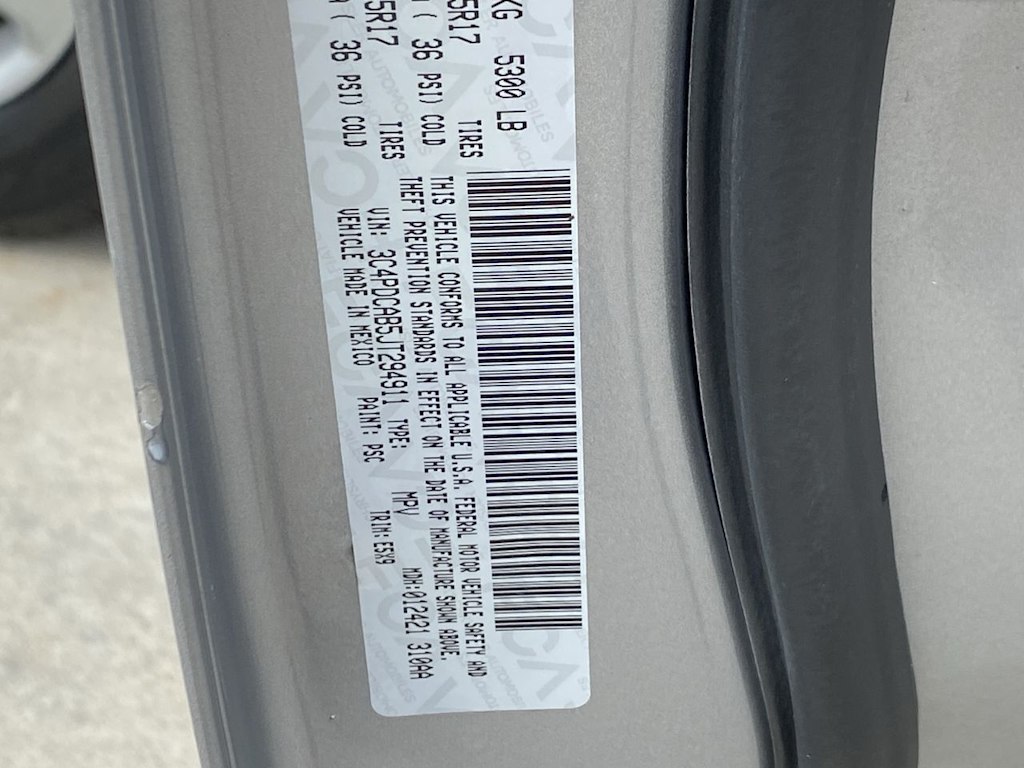 KG 5300 LB
5R17 TIRES
( 36 PSI) COLD
5R17 TIRES
( 36 PSI) COLD
THIS VEHICLE CONFORMS TO ALL APPLICABLE U.S.A. FEDERAL MOTOR VEHICLE SAFETY AND
THEFT PREVENTION STANDARDS IN EFFECT ON THE DATE OF MANUFACTURE SHOWN ABOVE.
VIN: 3C4PDCAB5JT294911 TYPE: MPV MDH:012421 310AA
VEHICLE MADE IN MEXICO PAINT: PSC TRIM: E5X9